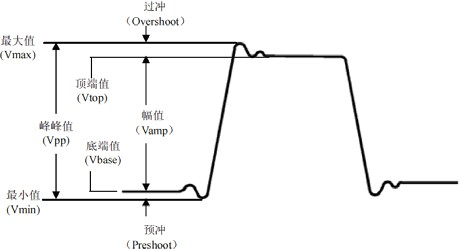 过冲
(Overshoot)
最大值
(Vmax)
顶端值
(Vtop)
峰峰值
(Vpp)
幅值
(Vamp)
底端值
(Vbase)
最小值
(Vmin)
预冲
(Preshoot)